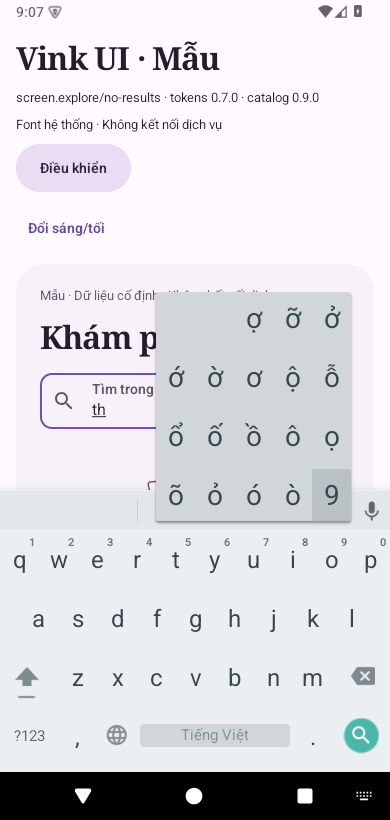 9:07
Vink UI · Mẫu
screen.explore/no-results · tokens 0.7.0 · catalog 0.9.0
Font hệ thống · Không kết nối dịch vụ
Điều khiển
Đổi sáng/tối
Mẫu · Dữ liệu cố định
Khám p
Tìm trong
th
ợ ỡ ở
ớ ờ ơ ộ ỗ
ổ ố ồ ô ọ
õ ỏ ó ò 9
1 2 3 4 5 6 7 8 9 0
q w e r t y u i o p
a s d f g h j k l
z x c v b n m
?123 , Tiếng Việt .